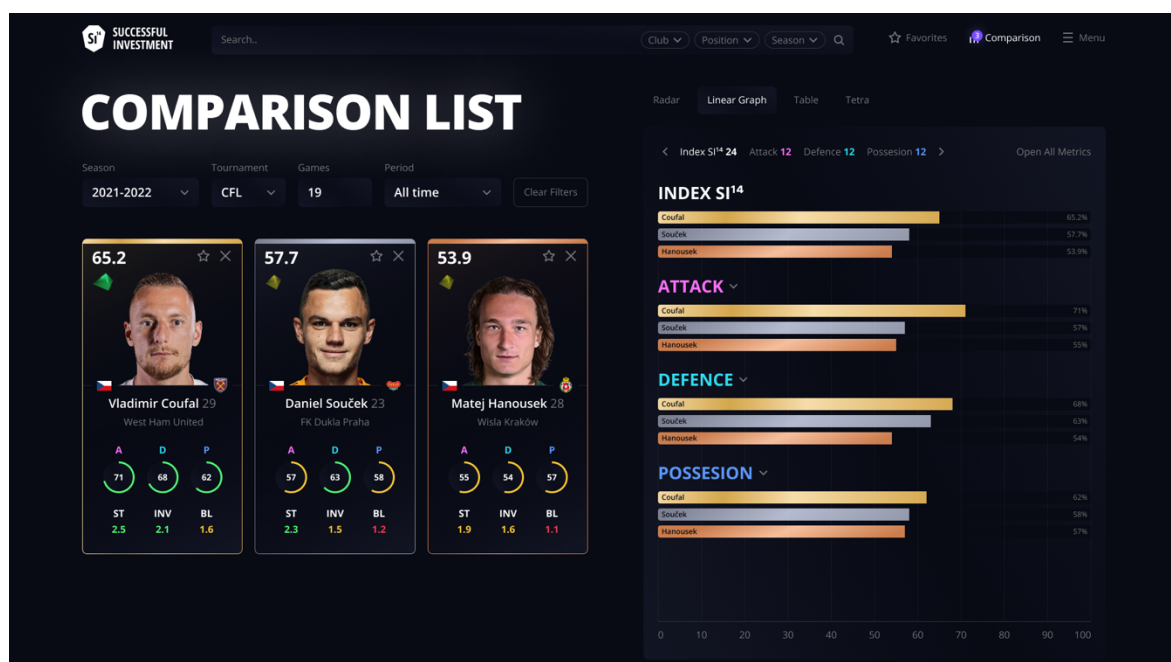 Si¹⁴ SUCCESSFUL
INVESTMENT
Search..
Club Position Season
Favorites
3 Comparison
Menu
COMPARISON LIST
Season Tournament Games Period
2021-2022 CFL 19 All time Clear Filters
65.2
57.7
53.9
Vladimir Coufal 29
West Ham United
A D P
71 68 62
ST INV BL
2.5 2.1 1.6
Daniel Souček 23
FK Dukla Praha
A D P
57 63 58
ST INV BL
2.3 1.5 1.2
Matej Hanousek 28
Wisla Kraków
A D P
55 54 57
ST INV BL
1.9 1.6 1.1
Radar Linear Graph Table Tetra
Index SI¹⁴ 24 Attack 12 Defence 12 Possesion 12 Open All Metrics
INDEX SI¹⁴
Coufal 65.2%
Souček 57.7%
Hanousek 53.9%
ATTACK
Coufal 71%
Souček 57%
Hanousek 55%
DEFENCE
Coufal 68%
Souček 63%
Hanousek 54%
POSSESION
Coufal 62%
Souček 58%
Hanousek 57%
0 10 20 30 40 50 60 70 80 90 100